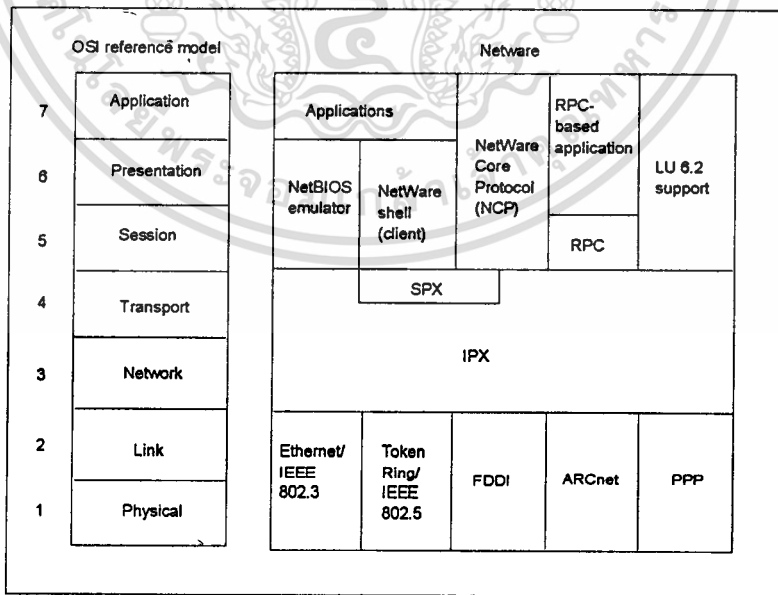 OSI reference model
Netware
7
Application
6
Presentation
5
Session
4
Transport
3
Network
2
Link
1
Physical
Applications
NetBIOS
emulator
NetWare
shell
(client)
NetWare
Core
Protocol
(NCP)
RPC-
based
application
RPC
LU 6.2
support
SPX
IPX
Ethernet/
IEEE
802.3
Token
Ring/
IEEE
802.5
FDDI
ARCnet
PPP